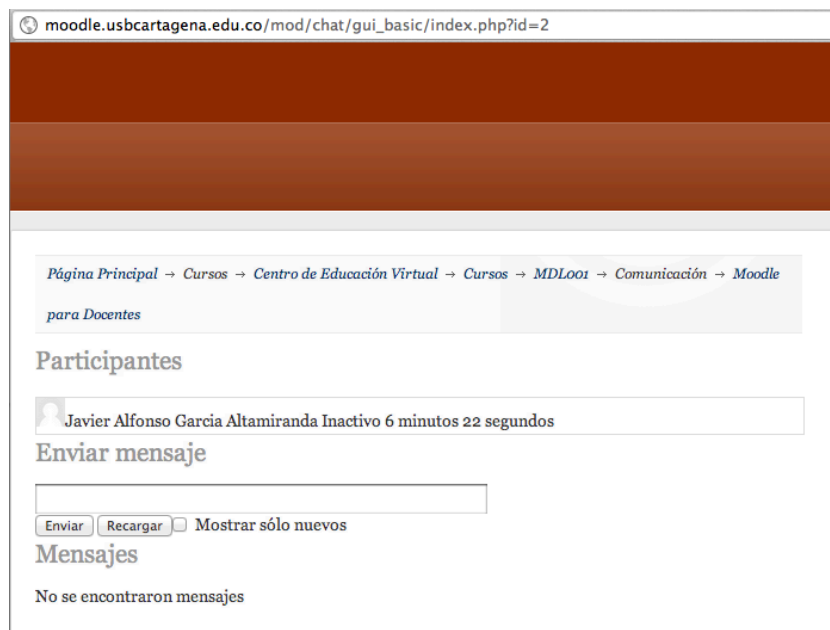 moodle.usbcartagena.edu.co/mod/chat/gui_basic/index.php?id=2
Página Principal → Cursos → Centro de Educación Virtual → Cursos → MDL001 → Comunicación → Moodle
para Docentes
Participantes
Javier Alfonso Garcia Altamiranda Inactivo 6 minutos 22 segundos
Enviar mensaje
Enviar Recargar Mostrar sólo nuevos
Mensajes
No se encontraron mensajes